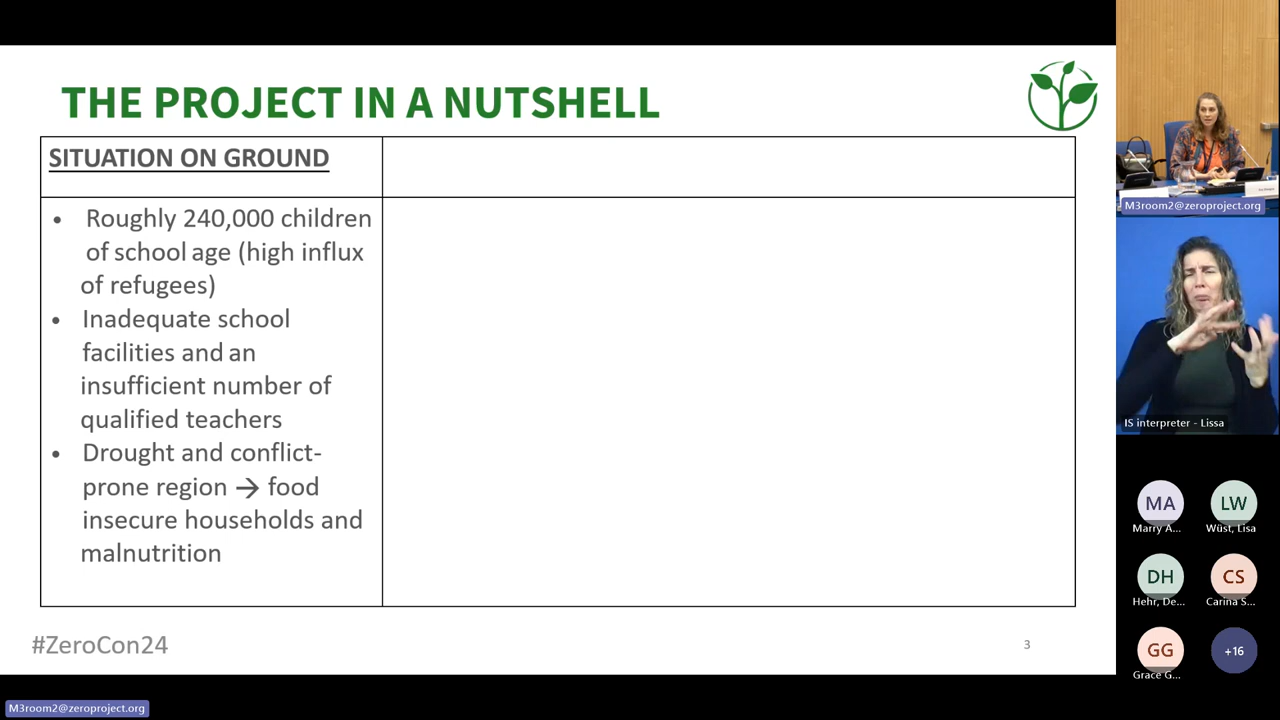 THE PROJECT IN A NUTSHELL
SITUATION ON GROUND
• Roughly 240,000 children
of school age (high influx
of refugees)
• Inadequate school
facilities and an
insufficient number of
qualified teachers
• Drought and conflict-
prone region → food
insecure households and
malnutrition
#ZeroCon24
3
M3room2@zeroproject.org
M3room2@zeroproject.org
IS interpreter - Lissa
MA
Marry A...
LW
Wüst, Lisa
DH
Hehr, De...
CS
Carina S...
GG
Grace G...
+16